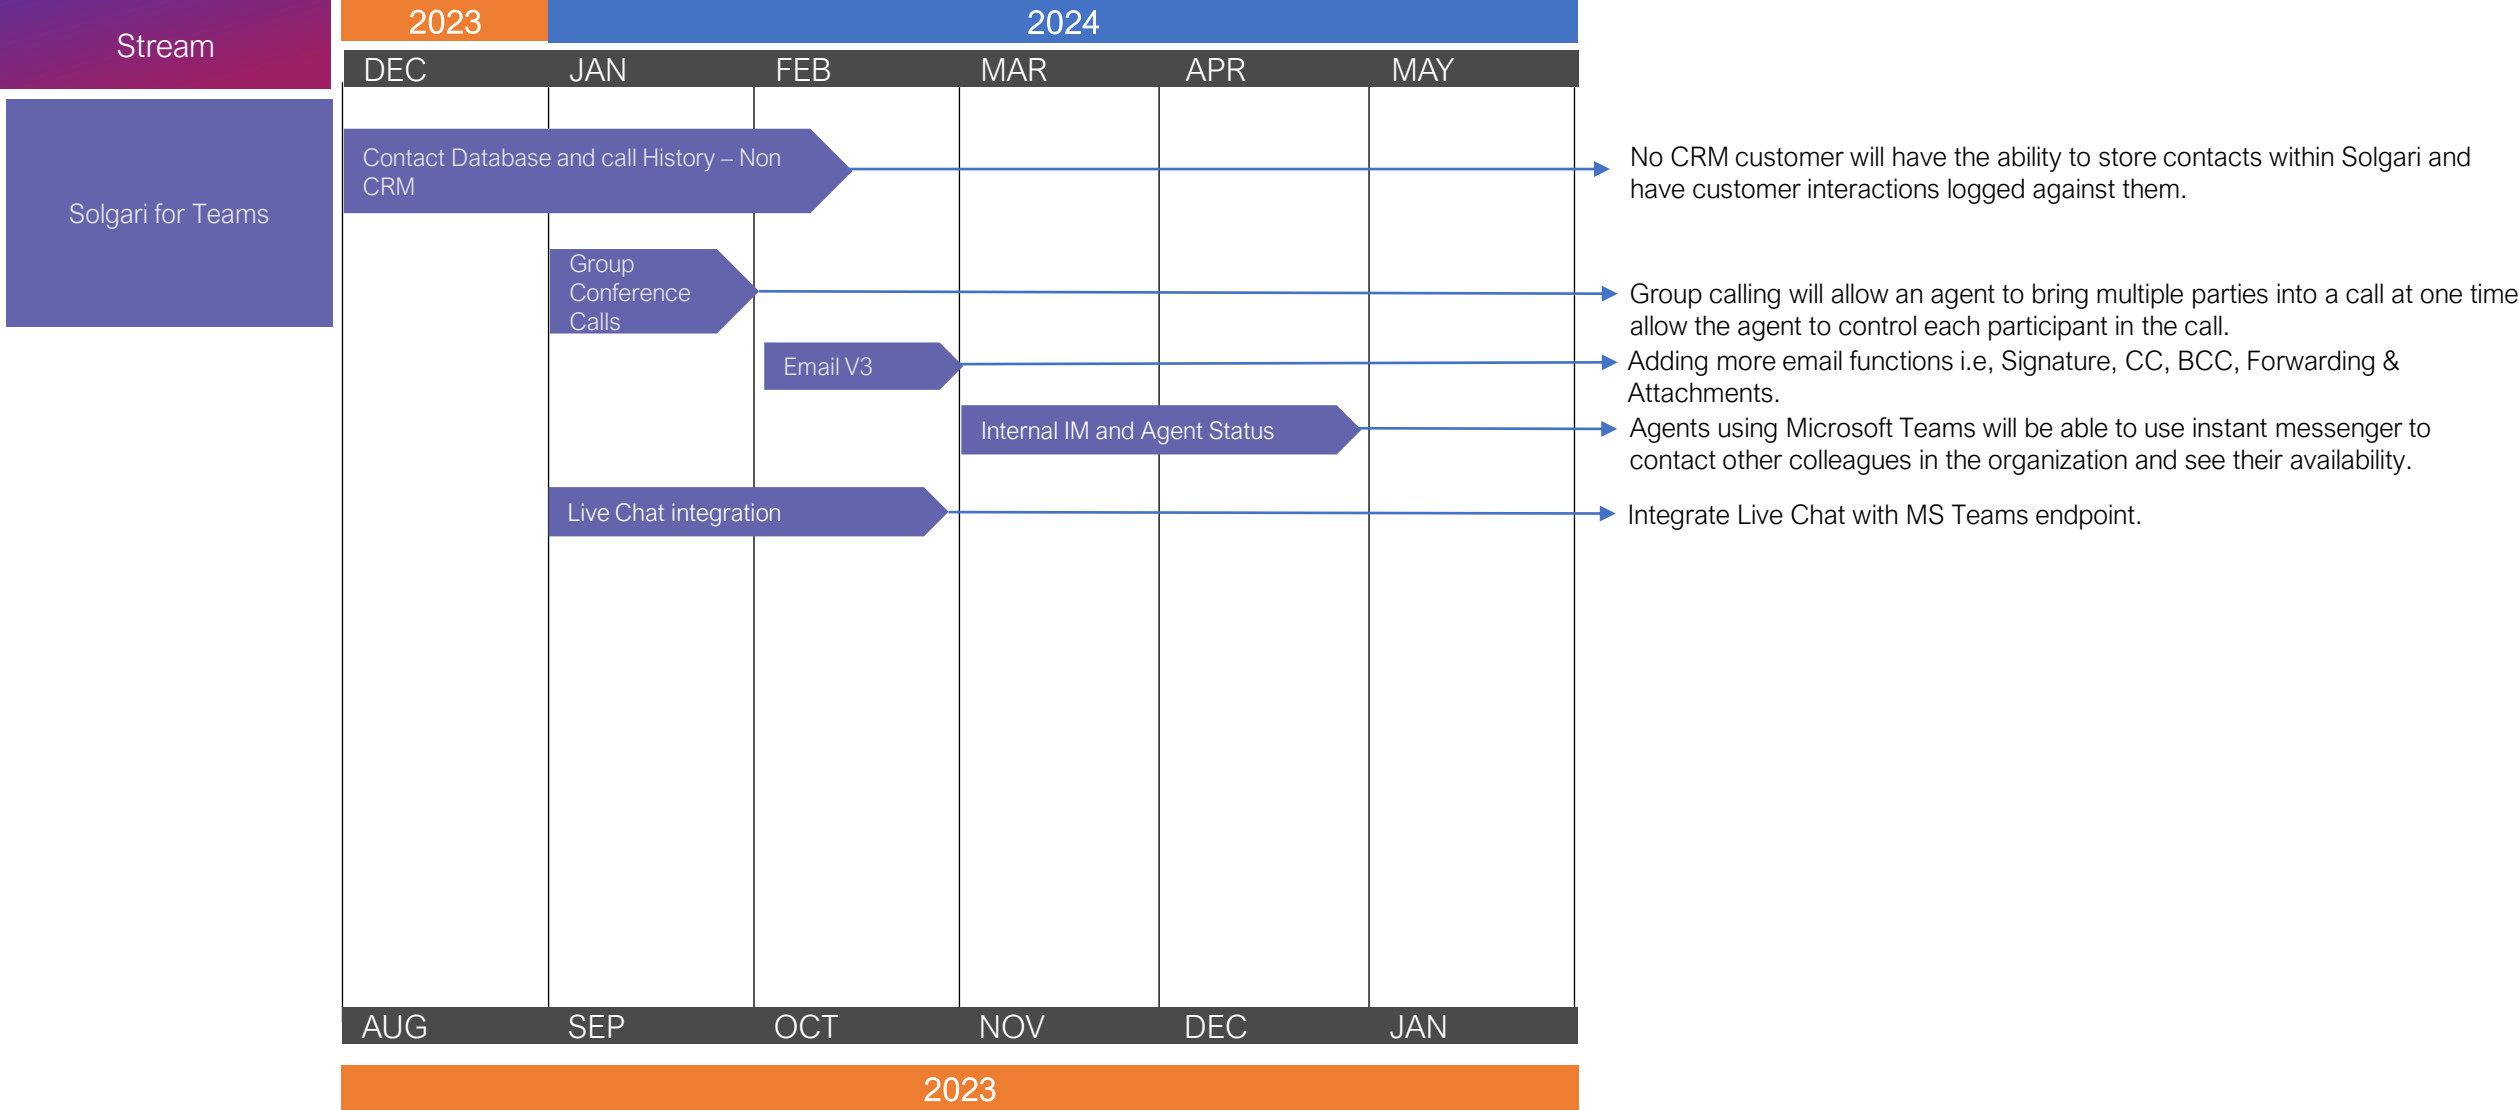 Stream
2023
2024
DEC
JAN
FEB
MAR
APR
MAY
Solgari for Teams
Contact Database and call History – Non
CRM
No CRM customer will have the ability to store contacts within Solgari and
have customer interactions logged against them.
Group
Conference
Calls
Group calling will allow an agent to bring multiple parties into a call at one time
allow the agent to control each participant in the call.
Email V3
Adding more email functions i.e, Signature, CC, BCC, Forwarding &
Attachments.
Internal IM and Agent Status
Agents using Microsoft Teams will be able to use instant messenger to
contact other colleagues in the organization and see their availability.
Live Chat integration
Integrate Live Chat with MS Teams endpoint.
AUG
SEP
OCT
NOV
DEC
JAN
2023